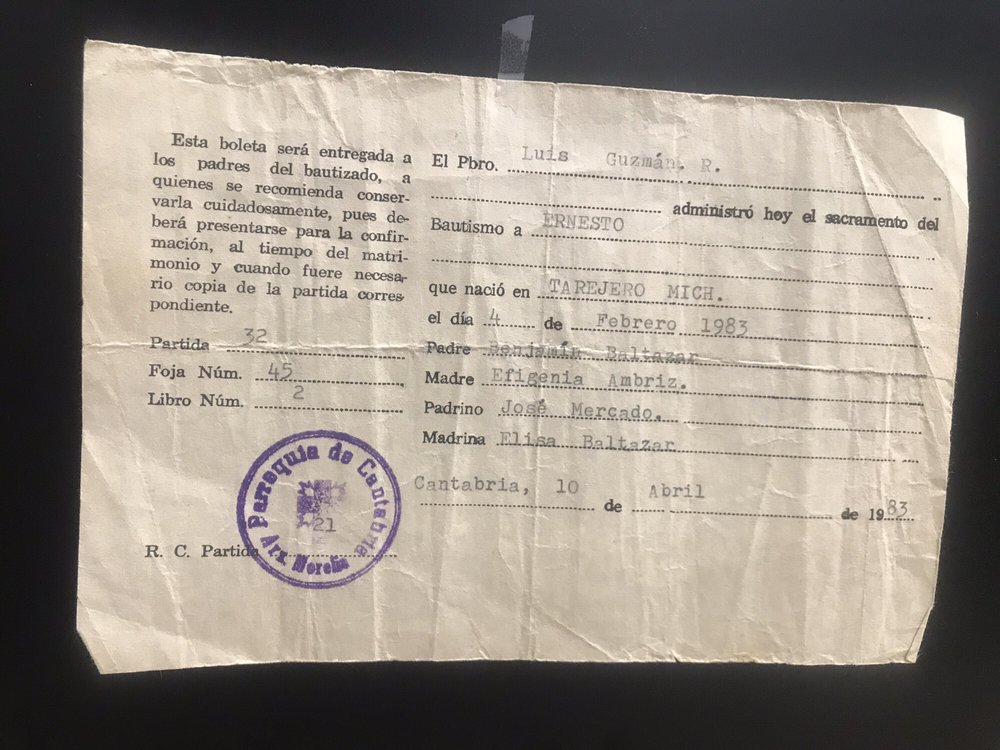 Esta boleta será entregada a
los padres del bautizado, a
quienes se recomienda conser-
varla cuidadosamente, pues de-
berá presentarse para la confir-
mación, al tiempo del matri-
monio y cuando fuere necesa-
rio copia de la partida corres-
pondiente.
Partida 32
Foja Núm. 45
Libro Núm. 2
Parroquia de Cantabria
Arz. Morelia
R. C. Partida 21
El Pbro. Luis Guzmán. R.
administró hoy el sacramento del
Bautismo a ERNESTO
que nació en TAREJERO MICH.
el día 4 de Febrero 1983
Padre Benjamín Baltazar
Madre Efigenia Ambriz.
Padrino José Mercado.
Madrina Elisa Baltazar
Cantabria, 10 de Abril de 1983